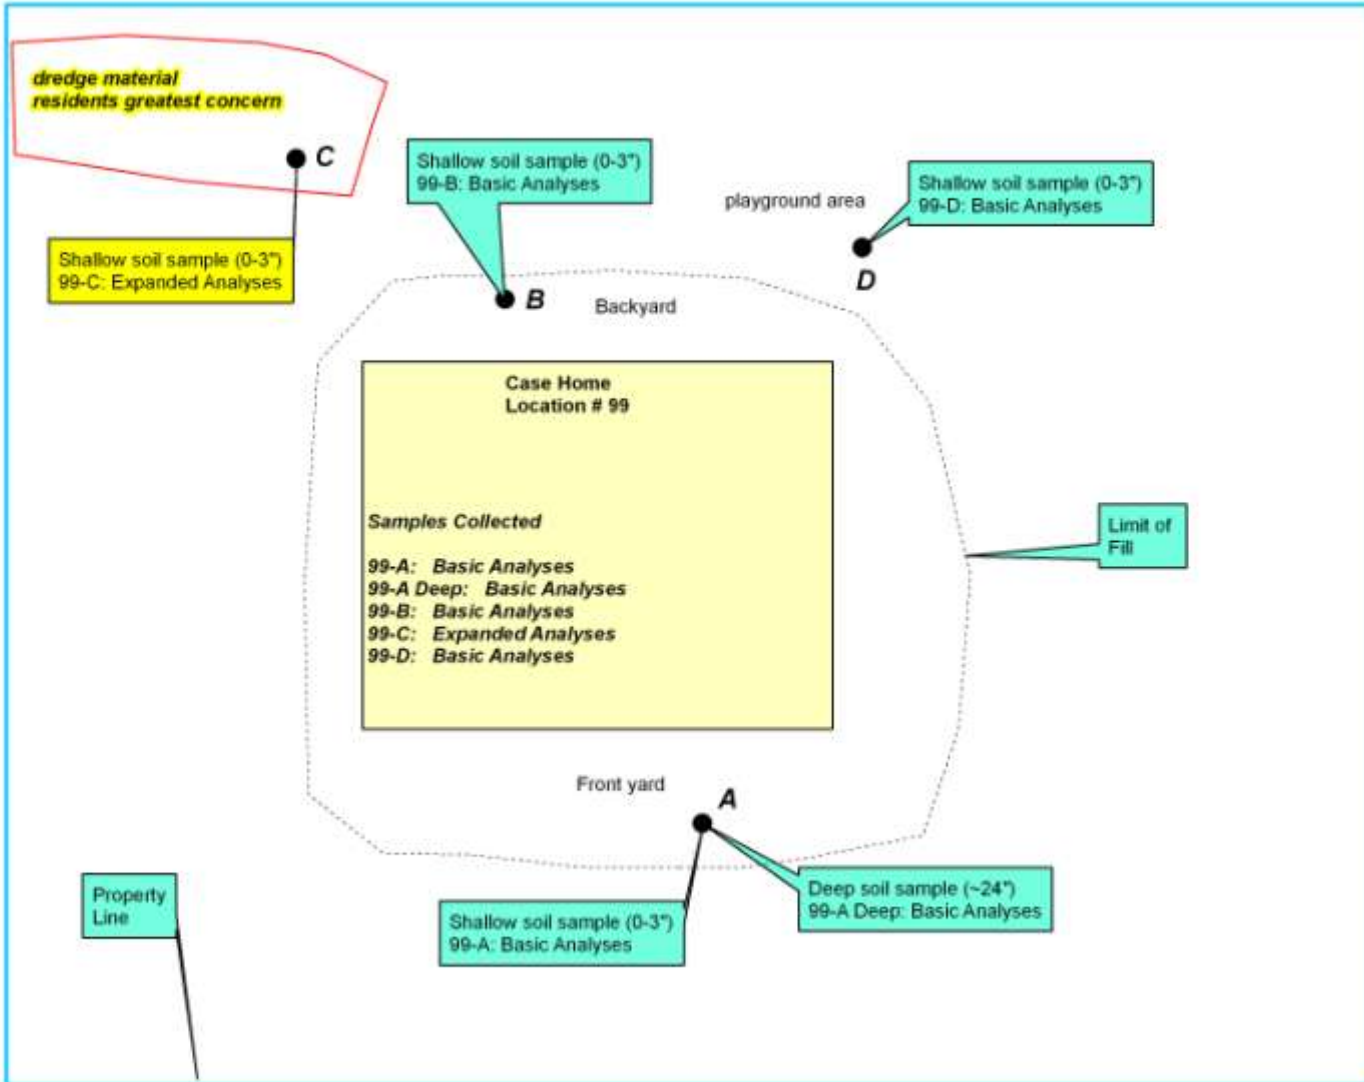 dredge material
residents greatest concern
C
Shallow soil sample (0-3")
99-C: Expanded Analyses
Shallow soil sample (0-3")
99-B: Basic Analyses
B
playground area
Shallow soil sample (0-3")
99-D: Basic Analyses
D
Backyard
Case Home
Location # 99
Samples Collected
99-A: Basic Analyses
99-A Deep: Basic Analyses
99-B: Basic Analyses
99-C: Expanded Analyses
99-D: Basic Analyses
Limit of
Fill
Front yard
A
Property
Line
Shallow soil sample (0-3")
99-A: Basic Analyses
Deep soil sample (~24")
99-A Deep: Basic Analyses